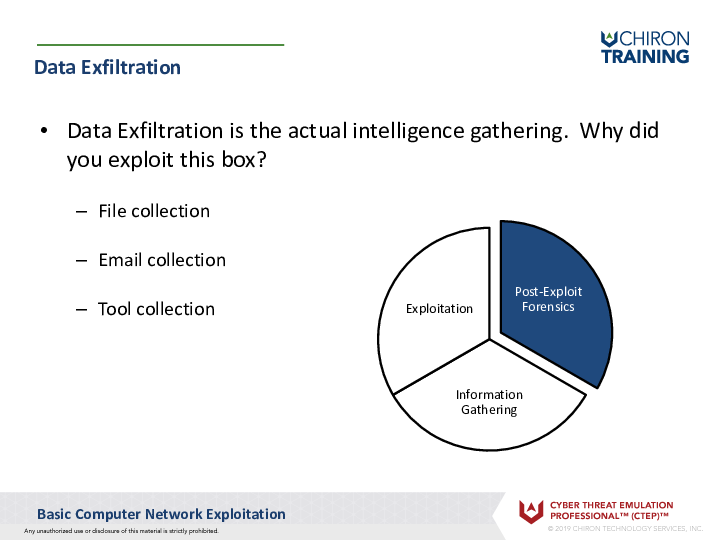 CHIRON
TRAINING
Data Exfiltration
• Data Exfiltration is the actual intelligence gathering.  Why did
you exploit this box?
– File collection
– Email collection
– Tool collection
Post-Exploit
Forensics
Exploitation
Information
Gathering
Basic Computer Network Exploitation
CYBER THREAT EMULATION
PROFESSIONAL™ (CTEP)™
Any unauthorized use or disclosure of this material is strictly prohibited.
© 2019 CHIRON TECHNOLOGY SERVICES, INC.